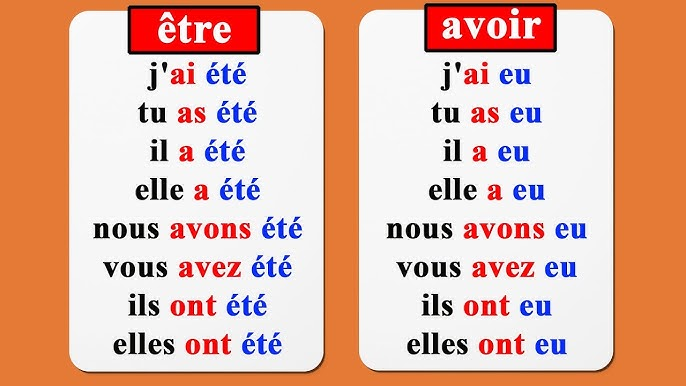 être
j'ai été
tu as été
il a été
elle a été
nous avons été
vous avez été
ils ont été
elles ont été
avoir
j'ai eu
tu as eu
il a eu
elle a eu
nous avons eu
vous avez eu
ils ont eu
elles ont eu